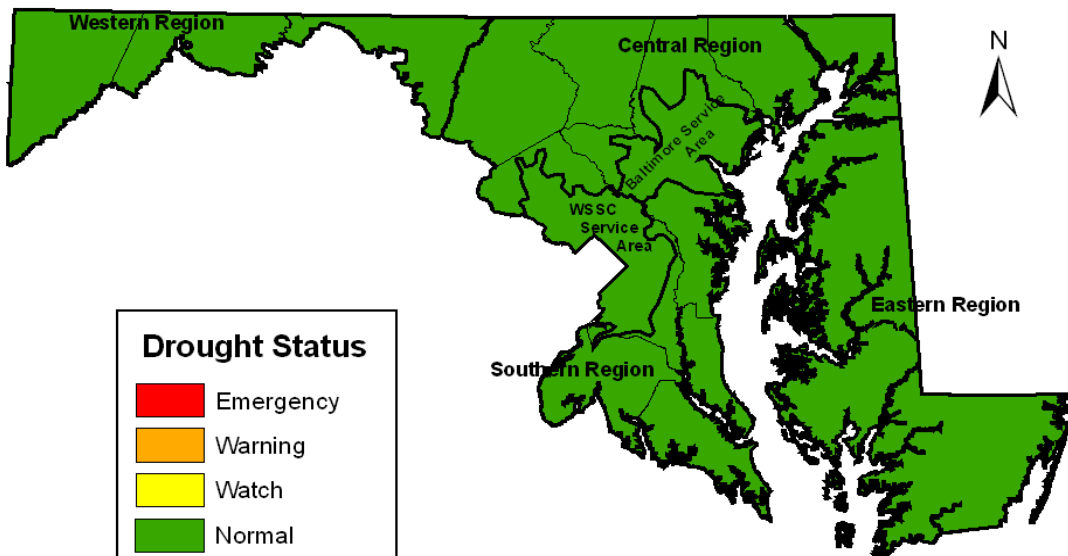 Western Region
Central Region
N
Baltimore Service
Area
WSSC
Service
Area
Eastern Region
Southern Region
Drought Status
Emergency
Warning
Watch
Normal